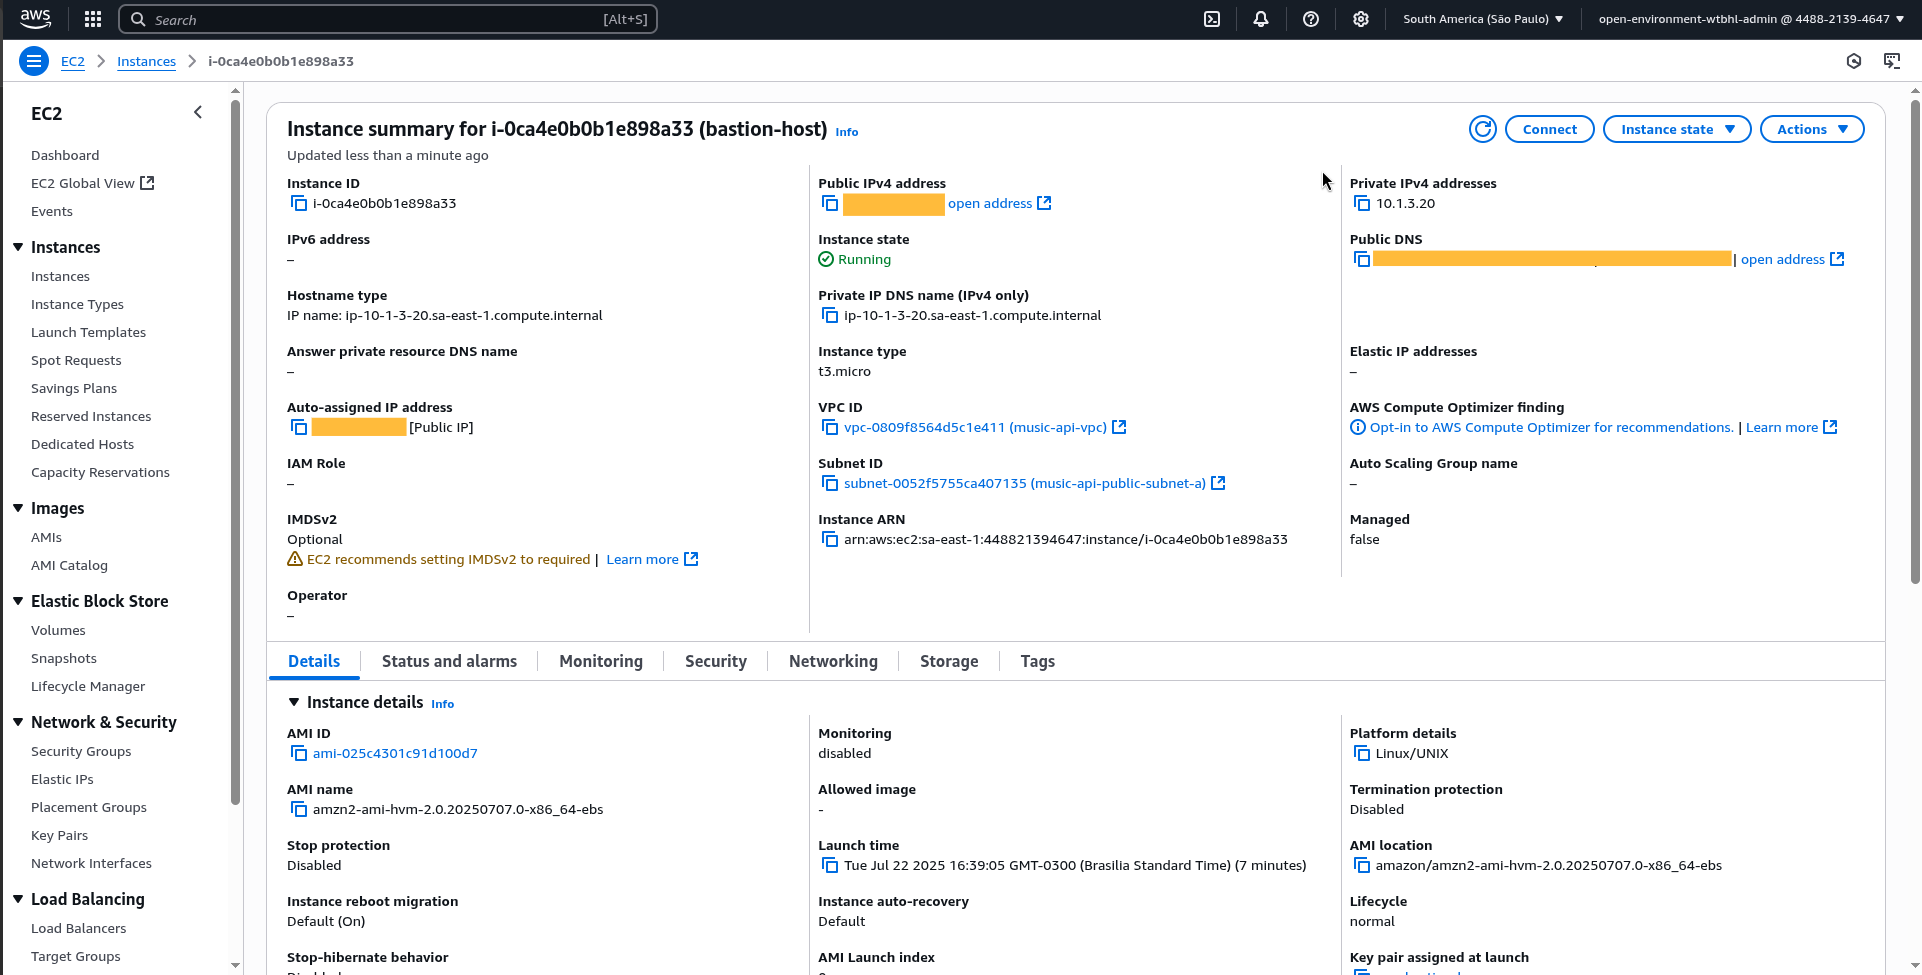 aws
Search
[Alt+S]
South America (São Paulo)
open-environment-wtbhl-admin @ 4488-2139-4647
EC2
Instances
i-0ca4e0b0b1e898a33
EC2
Dashboard
EC2 Global View
Events
Instances
Instances
Instance Types
Launch Templates
Spot Requests
Savings Plans
Reserved Instances
Dedicated Hosts
Capacity Reservations
Images
AMIs
AMI Catalog
Elastic Block Store
Volumes
Snapshots
Lifecycle Manager
Network & Security
Security Groups
Elastic IPs
Placement Groups
Key Pairs
Network Interfaces
Load Balancing
Load Balancers
Target Groups
Instance summary for i-0ca4e0b0b1e898a33 (bastion-host) Info
Updated less than a minute ago
Connect
Instance state
Actions
Instance ID
i-0ca4e0b0b1e898a33
Public IPv4 address
open address
Private IPv4 addresses
10.1.3.20
IPv6 address
–
Instance state
Running
Public DNS
| open address
Hostname type
IP name: ip-10-1-3-20.sa-east-1.compute.internal
Private IP DNS name (IPv4 only)
ip-10-1-3-20.sa-east-1.compute.internal
Answer private resource DNS name
–
Instance type
t3.micro
Elastic IP addresses
–
Auto-assigned IP address
[Public IP]
VPC ID
vpc-0809f8564d5c1e411 (music-api-vpc)
AWS Compute Optimizer finding
Opt-in to AWS Compute Optimizer for recommendations. | Learn more
IAM Role
–
Subnet ID
subnet-0052f5755ca407135 (music-api-public-subnet-a)
Auto Scaling Group name
–
IMDSv2
Optional
EC2 recommends setting IMDSv2 to required | Learn more
Instance ARN
arn:aws:ec2:sa-east-1:448821394647:instance/i-0ca4e0b0b1e898a33
Managed
false
Operator
–
Details
Status and alarms
Monitoring
Security
Networking
Storage
Tags
Instance details Info
AMI ID
ami-025c4301c91d100d7
Monitoring
disabled
Platform details
Linux/UNIX
AMI name
amzn2-ami-hvm-2.0.20250707.0-x86_64-ebs
Allowed image
-
Termination protection
Disabled
Stop protection
Disabled
Launch time
Tue Jul 22 2025 16:39:05 GMT-0300 (Brasilia Standard Time) (7 minutes)
AMI location
amazon/amzn2-ami-hvm-2.0.20250707.0-x86_64-ebs
Instance reboot migration
Default (On)
Instance auto-recovery
Default
Lifecycle
normal
Stop-hibernate behavior
AMI Launch index
Key pair assigned at launch